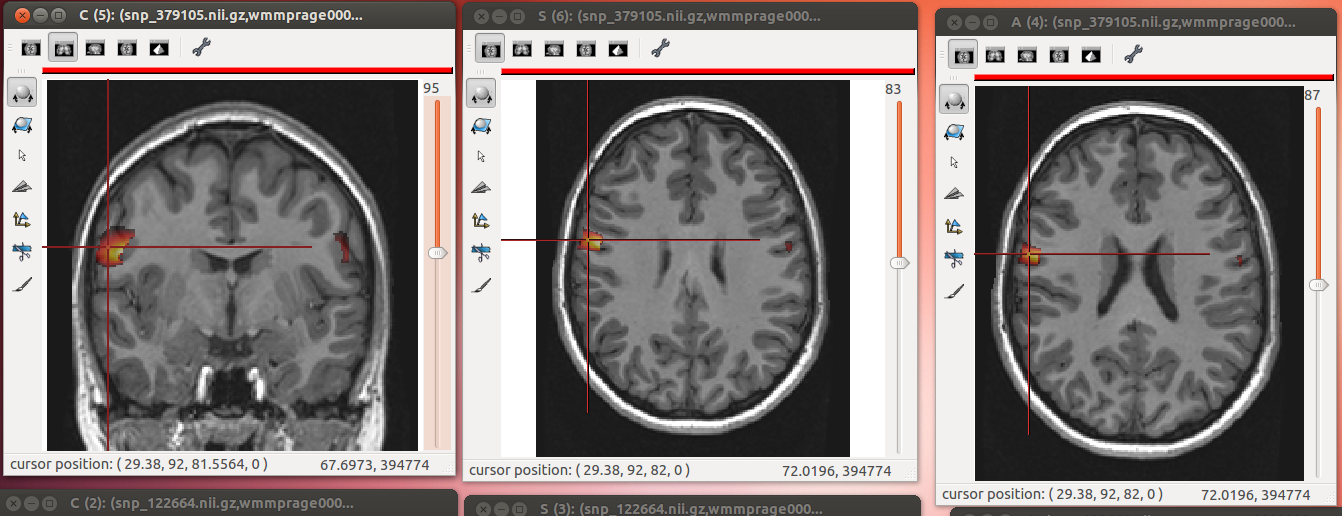 C (5): (snp_379105.nii.gz,wmmprage000...
S (6): (snp_379105.nii.gz,wmmprage000...
A (4): (snp_379105.nii.gz,wmmprage000...
95
83
87
cursor position: ( 29.38, 92, 81.5564, 0 ) 67.6973, 394774
cursor position: ( 29.38, 92, 82, 0 ) 72.0196, 394774
cursor position: ( 29.38, 92, 82, 0 ) 72.0196, 394774
C (2): (snp_122664.nii.gz,wmmprage000...
S (3): (snp_122664.nii.gz,wmmprage000...